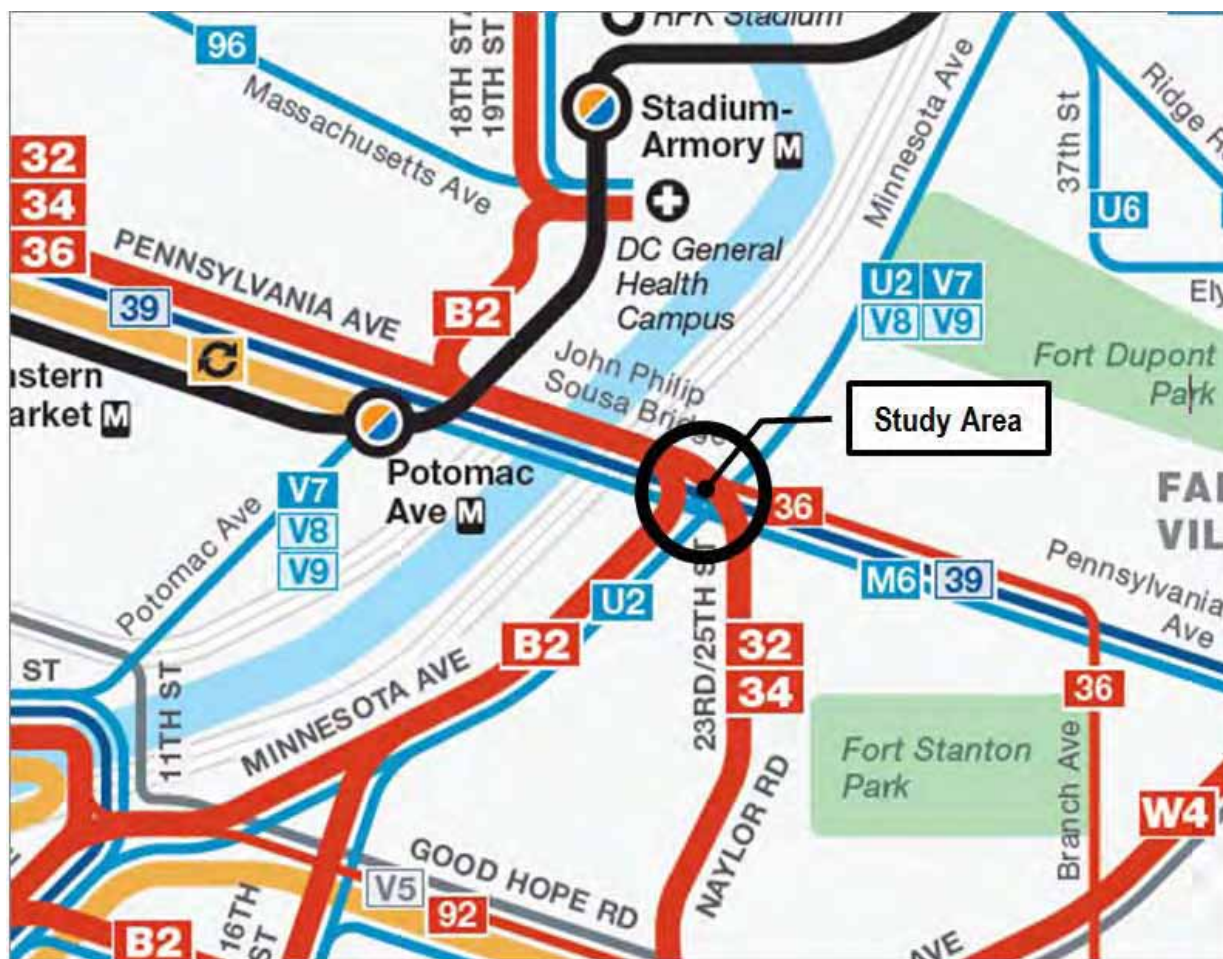 RFK Stadium
96
Massachusetts Ave
18TH ST
19TH ST
Stadium-
Armory M
Minnesota Ave
37th St
U6
32
34
36
PENNSYLVANIA AVE
39
B2
DC General
Health
Campus
U2 V7
V8 V9
Fort Dupont
Park
John Philip
Sousa Bridge
Study Area
M
Potomac
Ave M
V7
V8
V9
Potomac Ave
36
Pennsylvania
Ave
M6 39
U2
B2
23RD/25TH ST
32
34
36
ST
11TH ST
MINNESOTA AVE
Fort Stanton
Park
Branch Ave
W4
NAYLOR RD
GOOD HOPE RD
V5
92
B2
16TH
ST
AVE